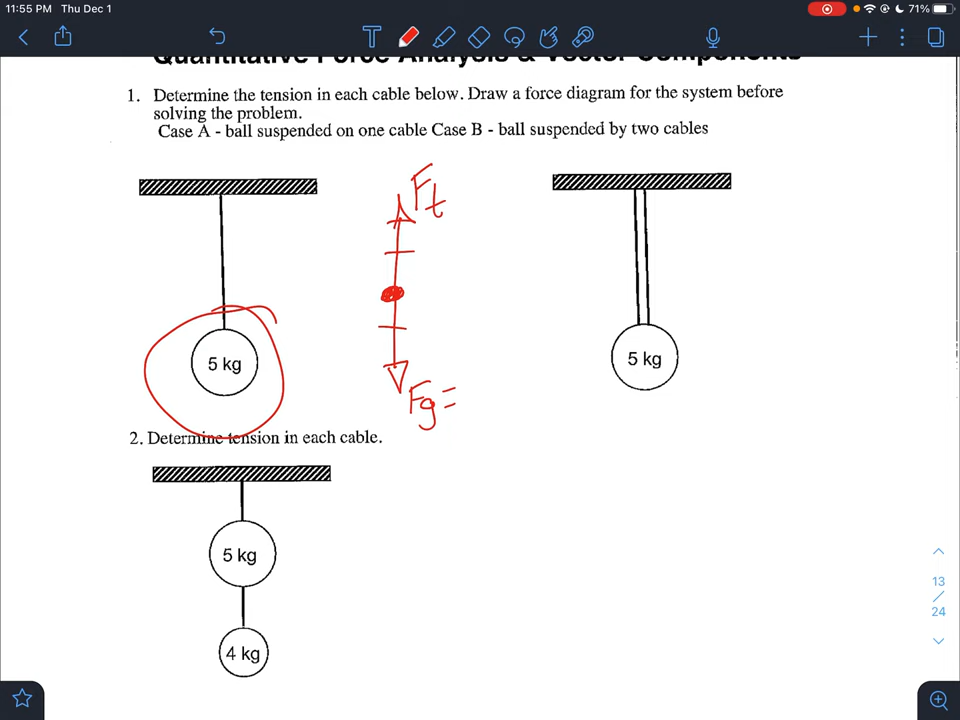 11:55 PM Thu Dec 1
71%
T
Quantitative Force Analysis & Vector Components
1. Determine the tension in each cable below. Draw a force diagram for the system before
solving the problem.
Case A - ball suspended on one cable Case B - ball suspended by two cables
Ft
5 kg
Fg=
5 kg
2. Determine tension in each cable.
5 kg
4 kg
13
/
24